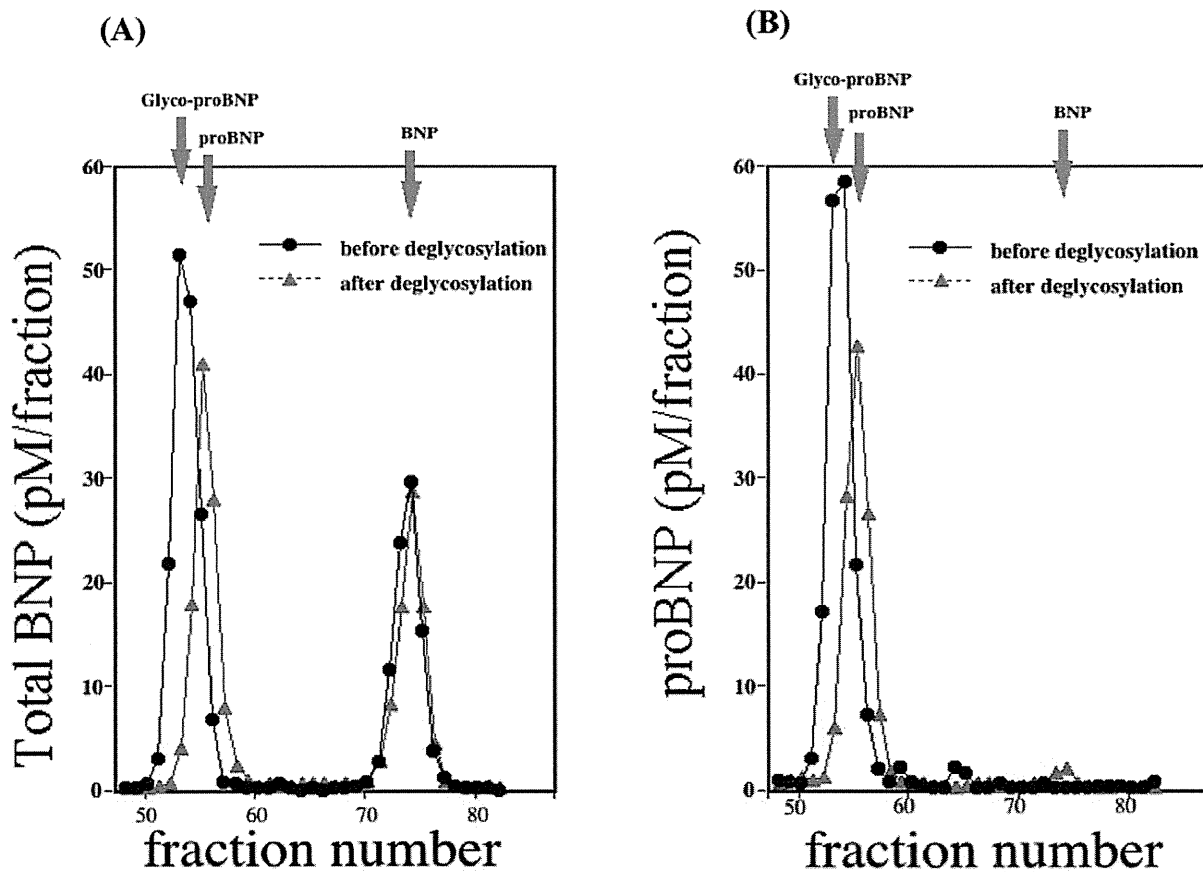 (A)
Glyco-proBNP
proBNP
BNP
60
50
40
30
20
10
0
before deglycosylation
after deglycosylation
Total BNP (pM/fraction)
50 60 70 80
fraction number
(B)
Glyco-proBNP
proBNP
BNP
60
50
40
30
20
10
0
before deglycosylation
after deglycosylation
proBNP (pM/fraction)
50 60 70 80
fraction number